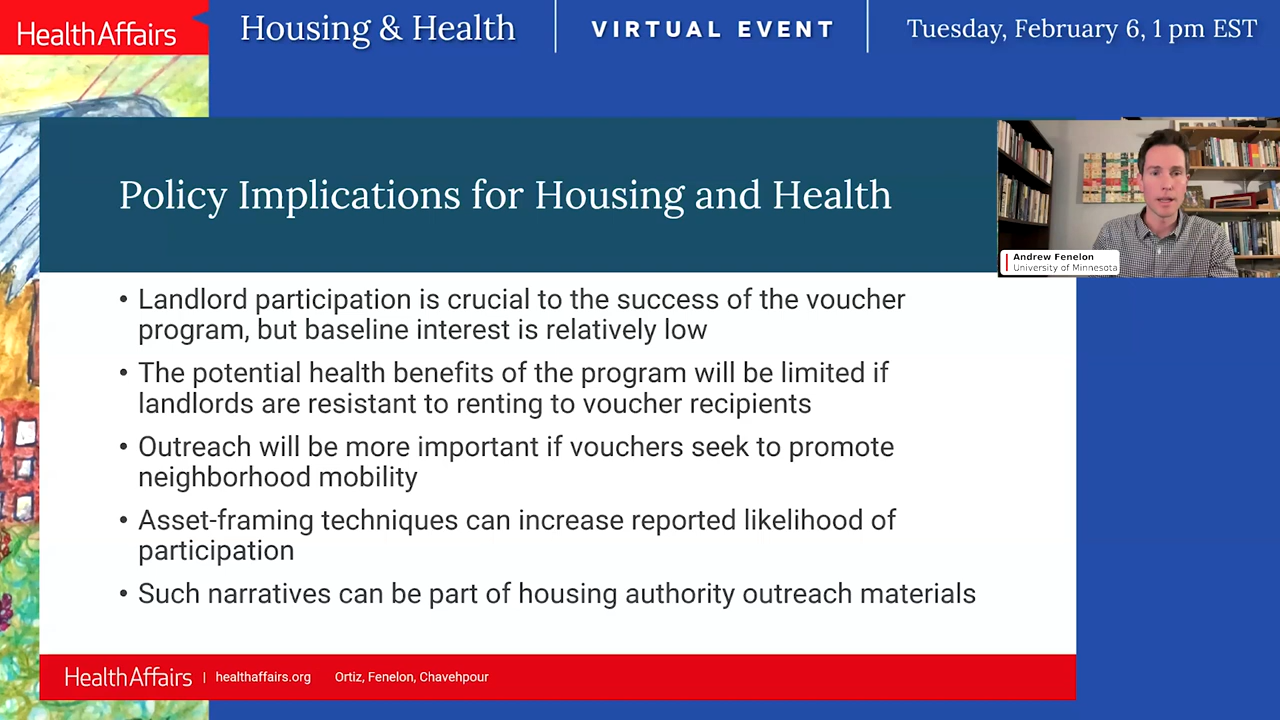 HealthAffairs
Housing & Health
VIRTUAL EVENT
Tuesday, February 6, 1 pm EST
Policy Implications for Housing and Health
Andrew Fenelon
University of Minnesota
• Landlord participation is crucial to the success of the voucher
program, but baseline interest is relatively low
• The potential health benefits of the program will be limited if
landlords are resistant to renting to voucher recipients
• Outreach will be more important if vouchers seek to promote
neighborhood mobility
• Asset-framing techniques can increase reported likelihood of
participation
• Such narratives can be part of housing authority outreach materials
HealthAffairs | healthaffairs.org Ortiz, Fenelon, Chavehpour